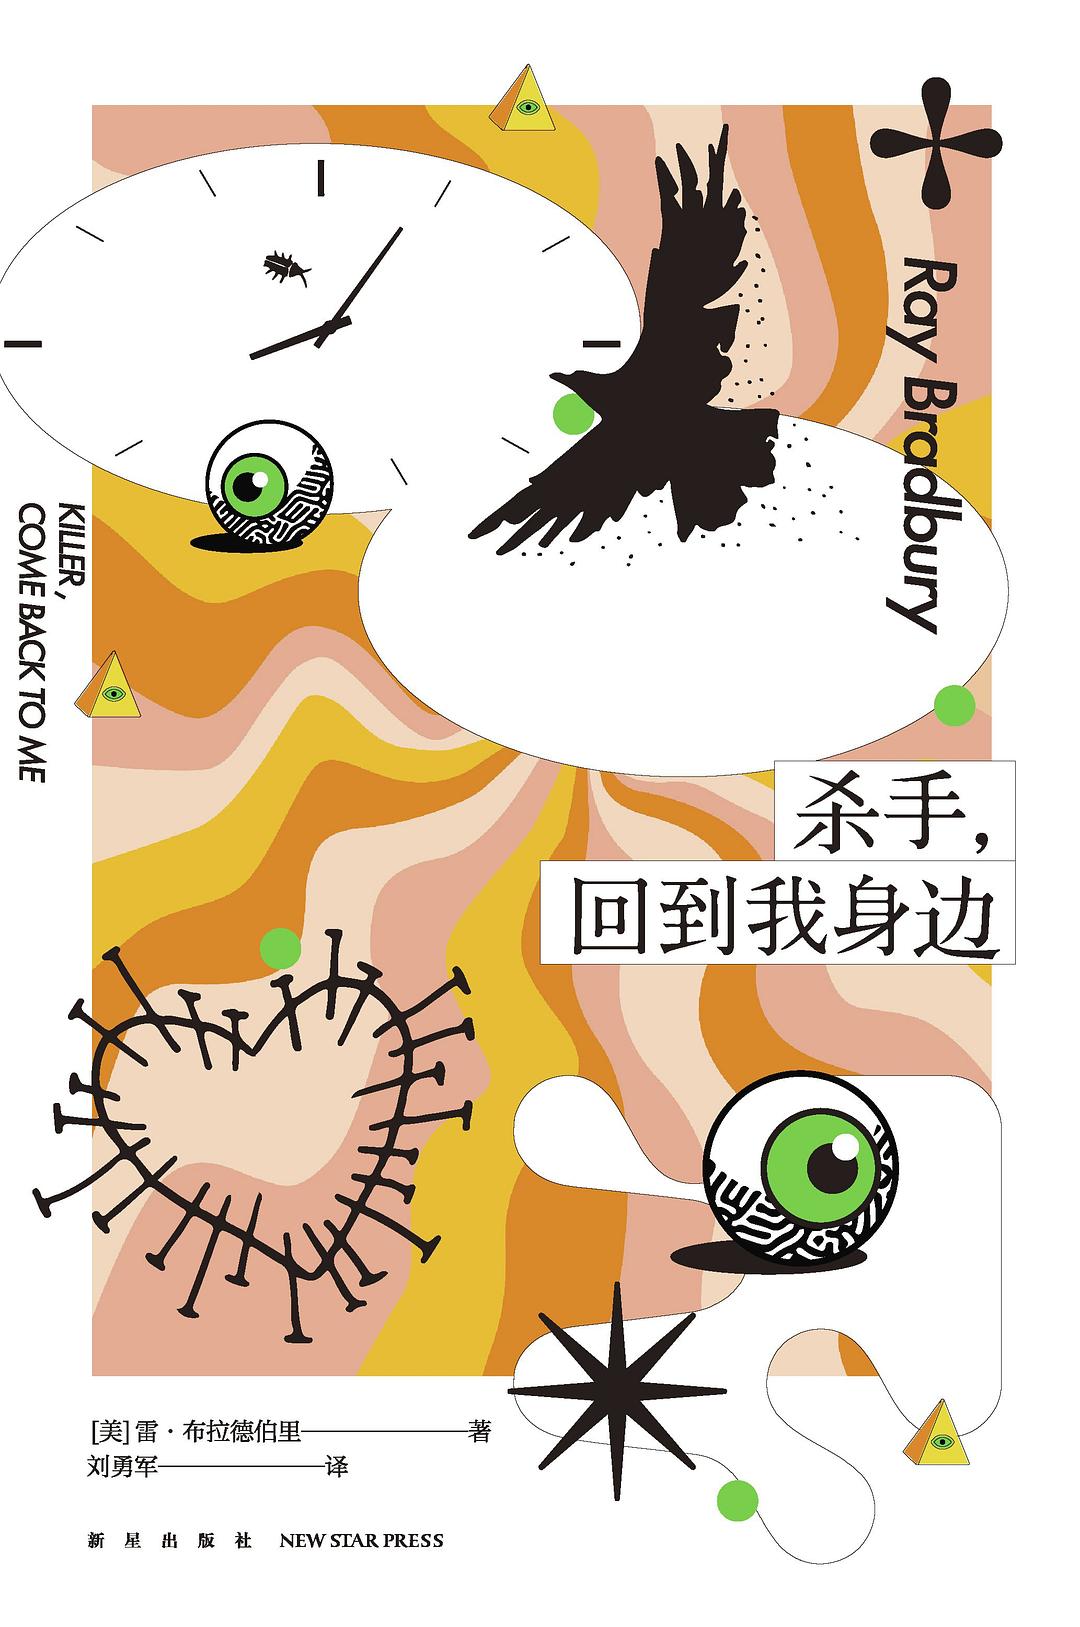 Ray Bradbury
KILLER,
COME BACK TO ME
杀手，
回到我身边
[美]雷·布拉德伯里——著
刘勇军——译
新星出版社 NEW STAR PRESS